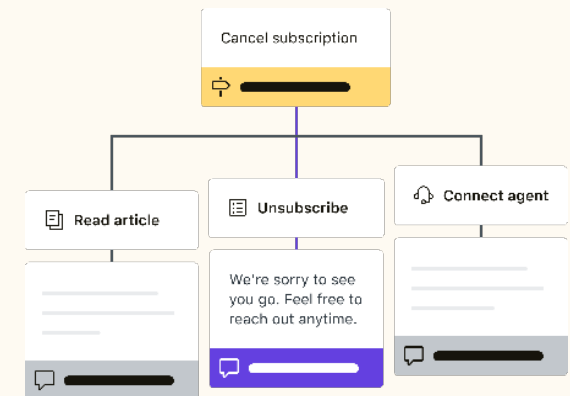 Cancel subscription
Read article
Unsubscribe
Connect agent
We're sorry to see
you go. Feel free to
reach out anytime.